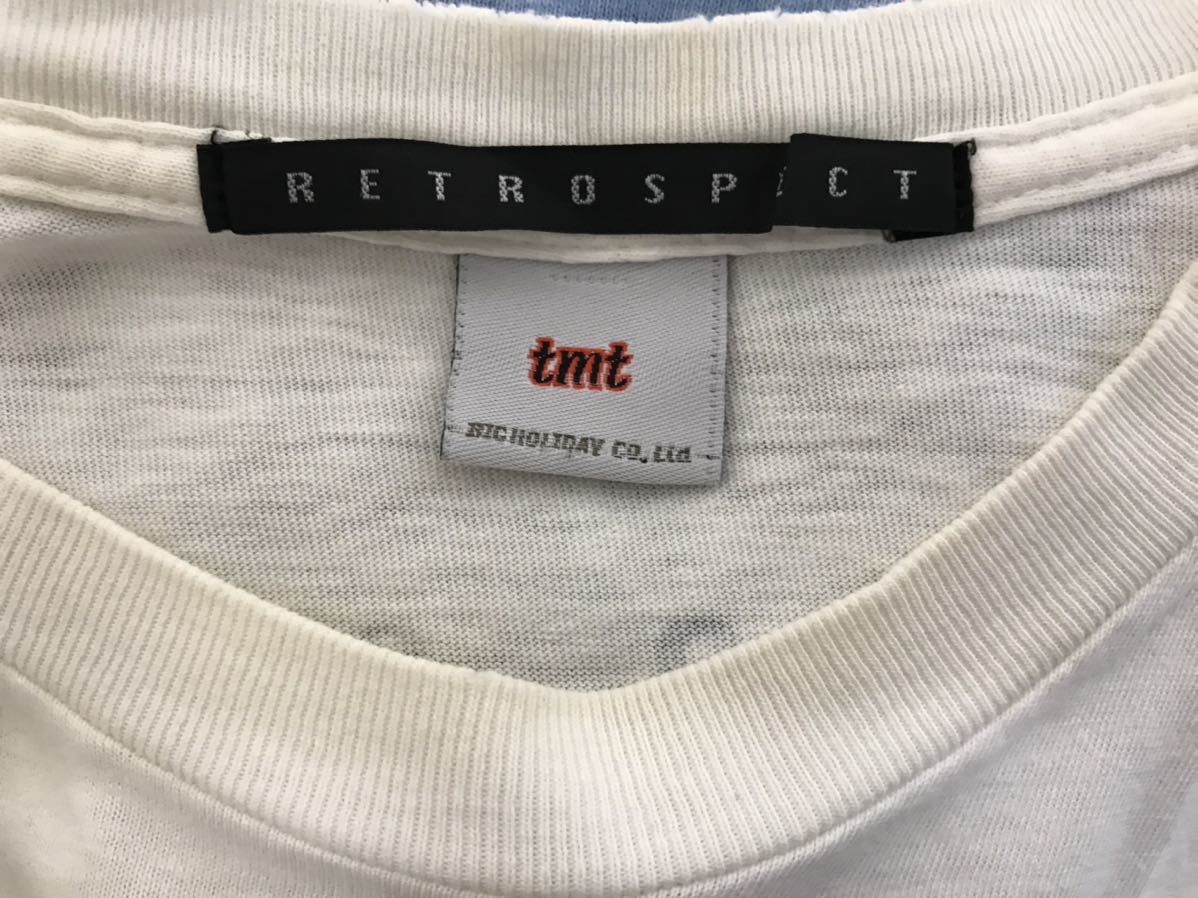 RETROSPECT
tmt
BIG HOLIDAY CO., Ltd